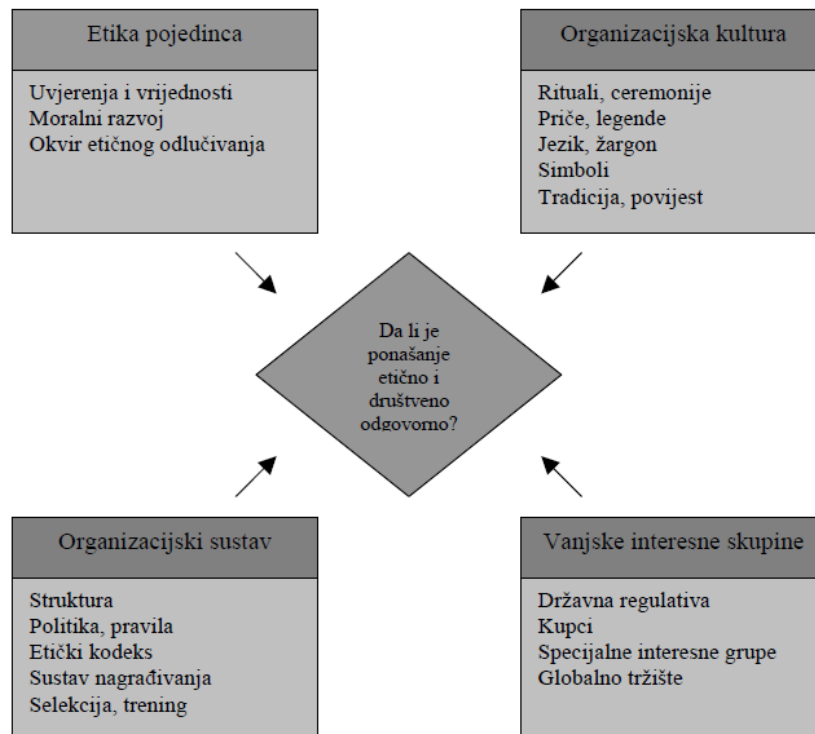 Etika pojedinca
Uvjerenja i vrijednosti
Moralni razvoj
Okvir etičnog odlučivanja
Organizacijska kultura
Rituali, ceremonije
Priče, legende
Jezik, žargon
Simboli
Tradicija, povijest
Da li je
ponašanje
etično i
društveno
odgovorno?
Organizacijski sustav
Struktura
Politika, pravila
Etički kodeks
Sustav nagrađivanja
Selekcija, trening
Vanjske interesne skupine
Državna regulativa
Kupci
Specijalne interesne grupe
Globalno tržište